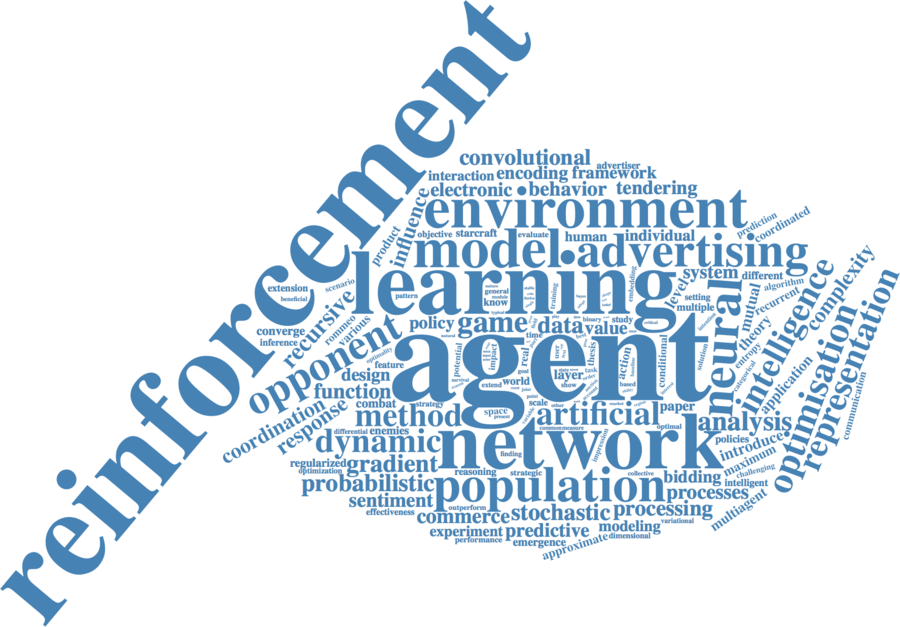 reinforcement
convolutional
advertiser
interaction
encoding
framework
electronic
behavior
tendering
environment
influence
product
objective
starcraft
evaluate
human
individual
prediction
coordinated
model
advertising
learning
level
system
different
algorithm
complexity
extension
beneficial
scenario
pattern
general
module
know
training
embedding
setting
multiple
neural
mutual
recurrent
intelligence
converge
inference
recursive
rommeo
various
policy
game
data
value
binary
study
critical
theory
opponent
optimality
feature
agent
time
potential
impact
real
user
thesis
action
conditional
solution
entropy
categorical
optimisation
representation
design
function
survival
extend
world
layer
show
task
based
application
communication
combat
strategy
coordination
response
method
space
present
scale
artificial
paper
optimal
analysis
differential
enemies
dynamic
network
finding
impression
policies
introduce
regularized
optimization
gradient
reasoning
strategic
collective
maximum
challenging
probabilistic
population
bidding
intelligent
sentiment
processes
effectiveness
outperform
commerce
stochastic
processing
multiagent
experiment
predictive
modeling
variational
performance
emergence
approximate
dimensional